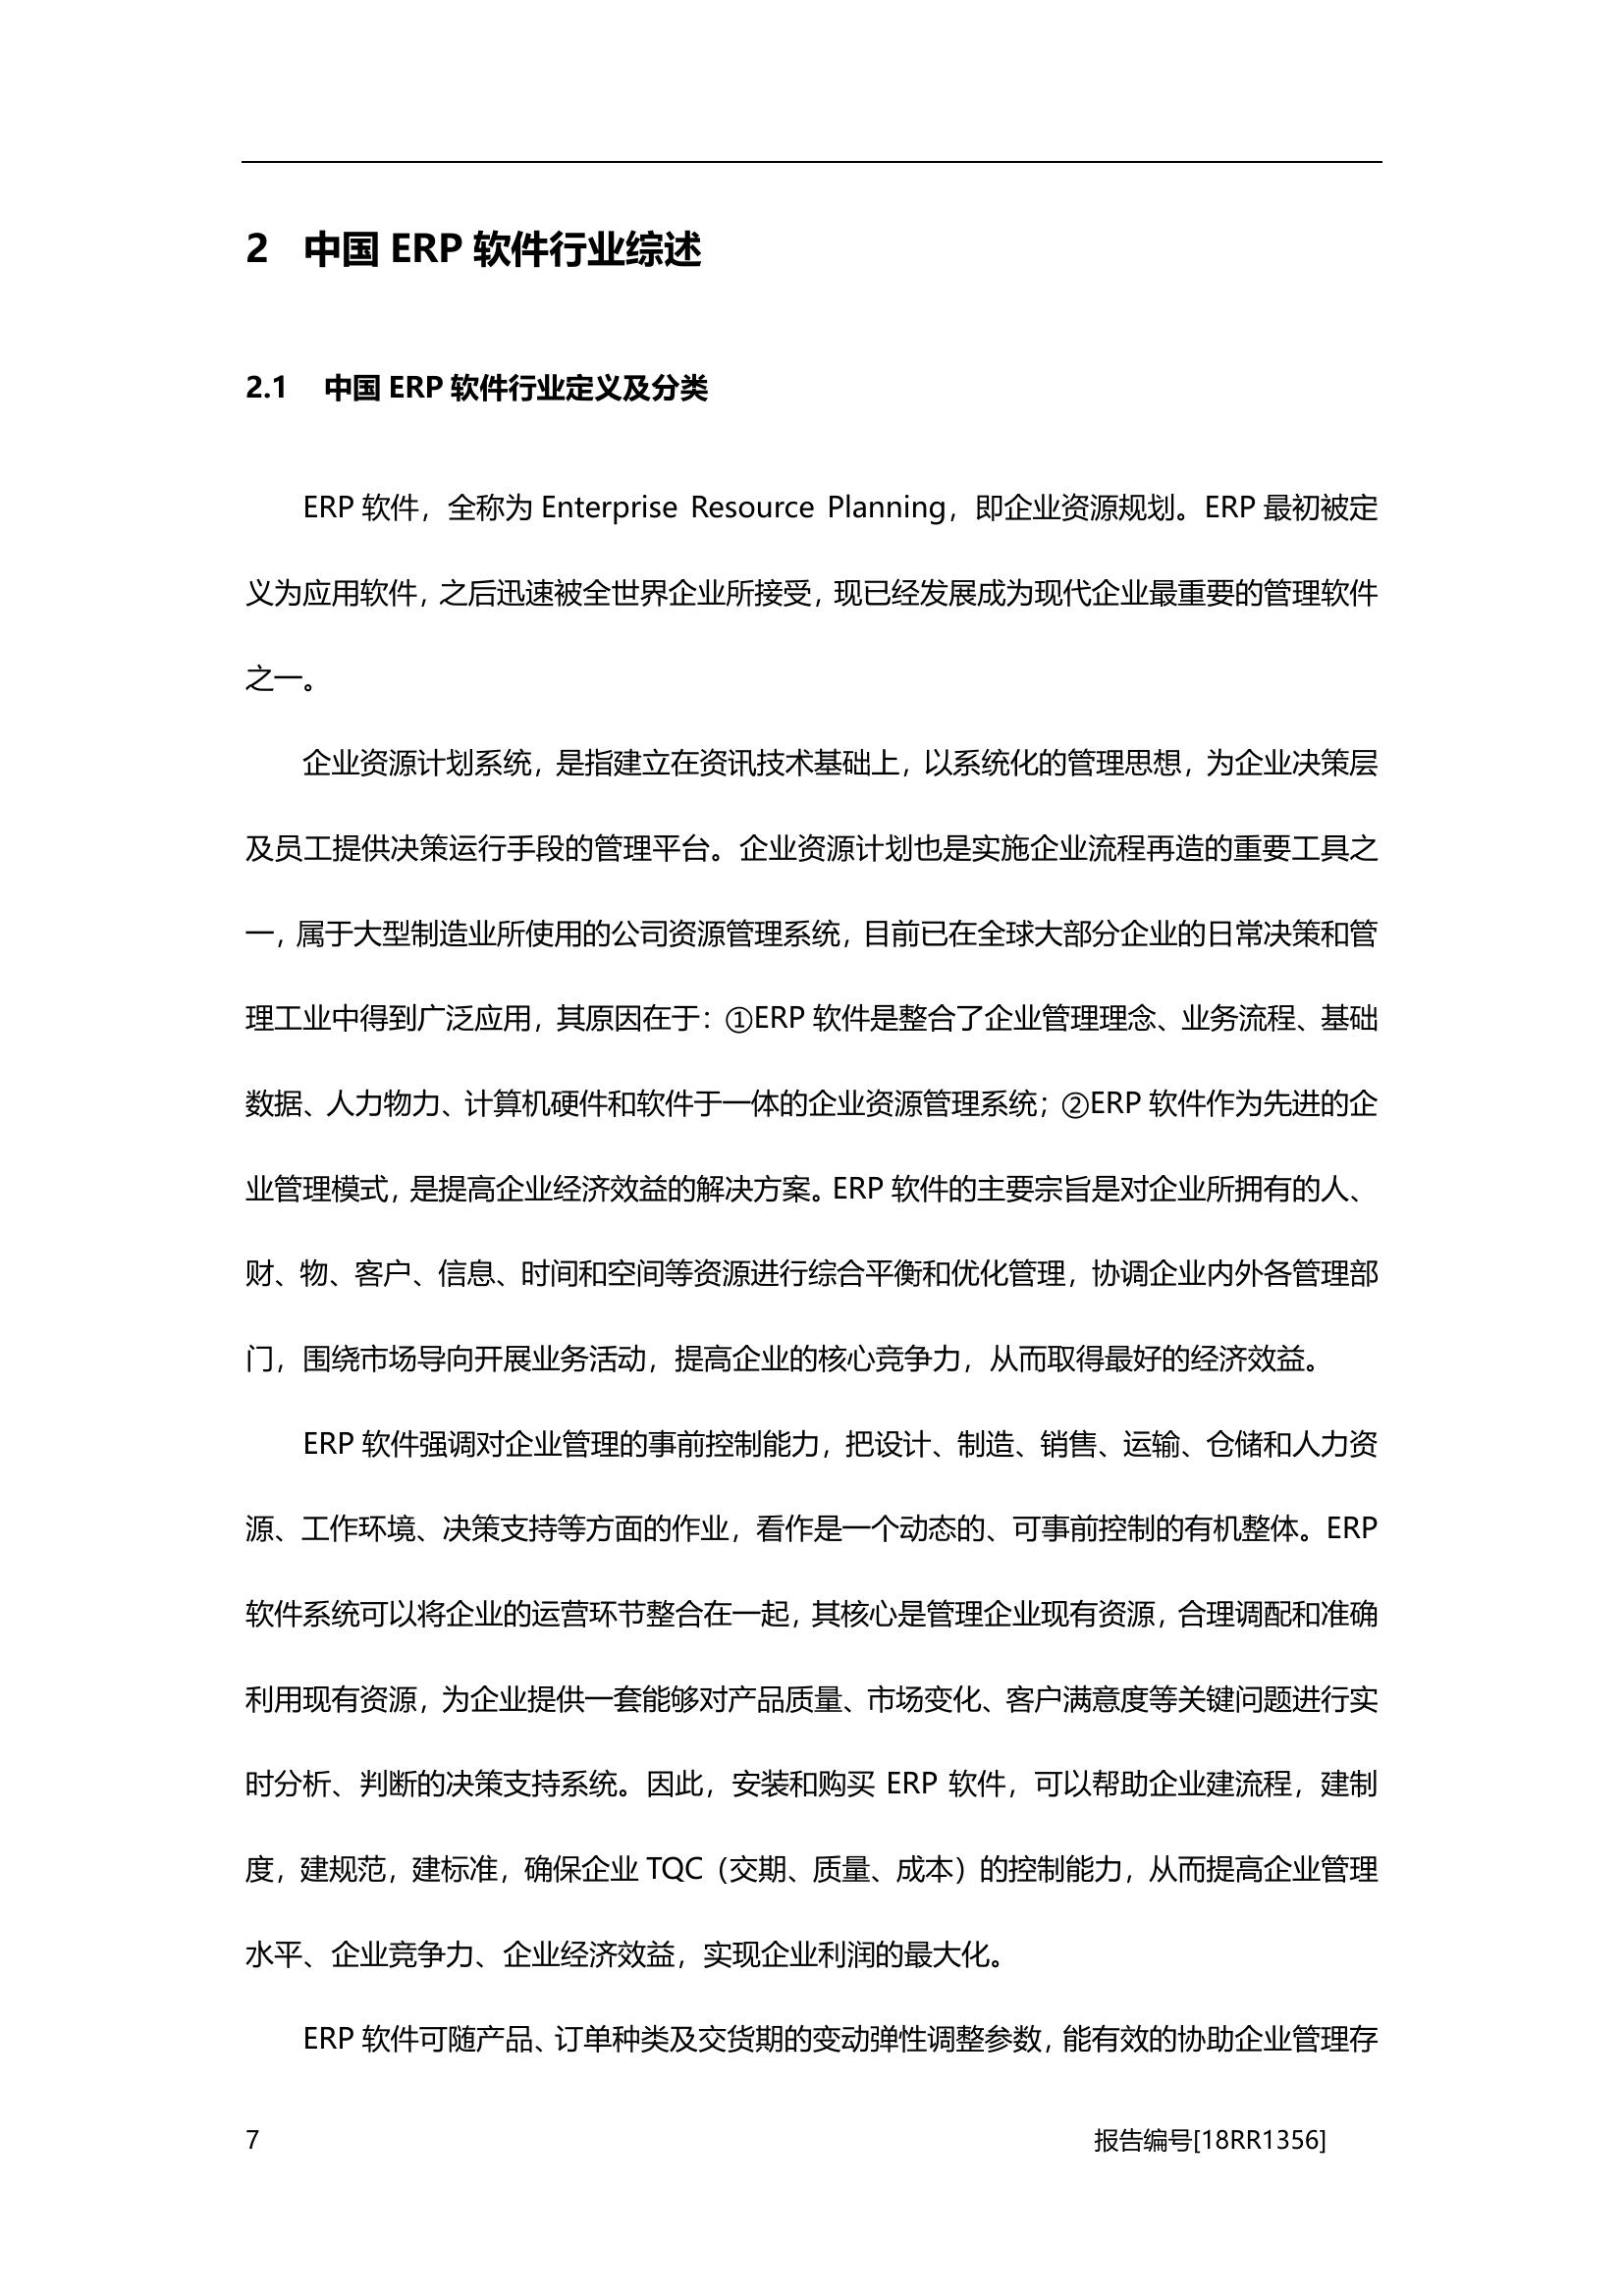 2 中国 ERP 软件行业综述
2.1 中国 ERP 软件行业定义及分类
ERP 软件，全称为 Enterprise Resource Planning，即企业资源规划。ERP 最初被定
义为应用软件，之后迅速被全世界企业所接受，现已经发展成为现代企业最重要的管理软件
之一。
企业资源计划系统，是指建立在资讯技术基础上，以系统化的管理思想，为企业决策层
及员工提供决策运行手段的管理平台。企业资源计划也是实施企业流程再造的重要工具之
一，属于大型制造业所使用的公司资源管理系统，目前已在全球大部分企业的日常决策和管
理工业中得到广泛应用，其原因在于：①ERP 软件是整合了企业管理理念、业务流程、基础
数据、人力物力、计算机硬件和软件于一体的企业资源管理系统；②ERP 软件作为先进的企
业管理模式，是提高企业经济效益的解决方案。ERP 软件的主要宗旨是对企业所拥有的人、
财、物、客户、信息、时间和空间等资源进行综合平衡和优化管理，协调企业内外各管理部
门，围绕市场导向开展业务活动，提高企业的核心竞争力，从而取得最好的经济效益。
ERP 软件强调对企业管理的事前控制能力，把设计、制造、销售、运输、仓储和人力资
源、工作环境、决策支持等方面的作业，看作是一个动态的、可事前控制的有机整体。ERP
软件系统可以将企业的运营环节整合在一起，其核心是管理企业现有资源，合理调配和准确
利用现有资源，为企业提供一套能够对产品质量、市场变化、客户满意度等关键问题进行实
时分析、判断的决策支持系统。因此，安装和购买 ERP 软件，可以帮助企业建流程，建制
度，建规范，建标准，确保企业 TQC（交期、质量、成本）的控制能力，从而提高企业管理
水平、企业竞争力、企业经济效益，实现企业利润的最大化。
ERP 软件可随产品、订单种类及交货期的变动弹性调整参数，能有效的协助企业管理存
7 报告编号[18RR1356]